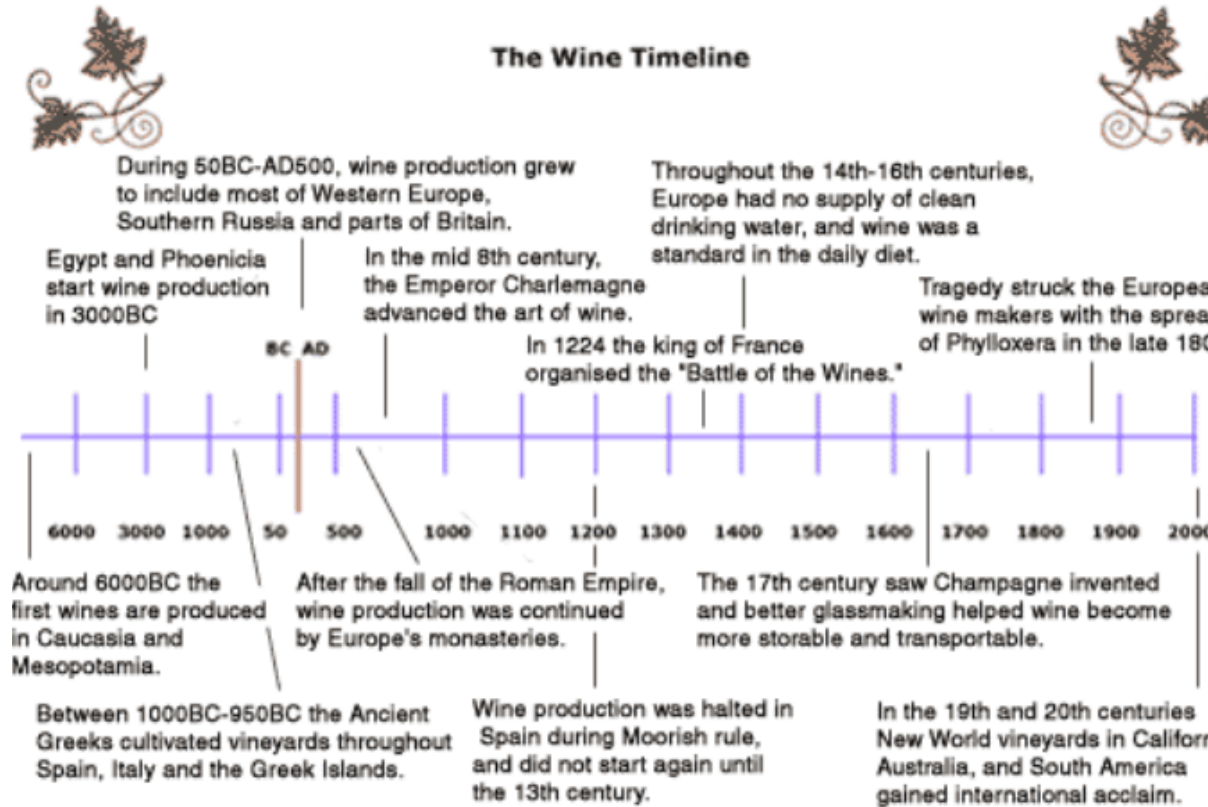 The Wine Timeline
During 50BC-AD500, wine production grew
to include most of Western Europe,
Southern Russia and parts of Britain.
Throughout the 14th-16th centuries,
Europe had no supply of clean
drinking water, and wine was a
standard in the daily diet.
Egypt and Phoenicia
start wine production
in 3000BC
In the mid 8th century,
the Emperor Charlemagne
advanced the art of wine.
Tragedy struck the Europea
wine makers with the sprea
of Phylloxera in the late 180
In 1224 the king of France
organised the "Battle of the Wines."
BC AD
6000 3000 1000 50 500 1000 1100 1200 1300 1400 1500 1600 1700 1800 1900 2000
Around 6000BC the
first wines are produced
in Caucasia and
Mesopotamia.
After the fall of the Roman Empire,
wine production was continued
by Europe's monasteries.
The 17th century saw Champagne invented
and better glassmaking helped wine become
more storable and transportable.
Between 1000BC-950BC the Ancient
Greeks cultivated vineyards throughout
Spain, Italy and the Greek Islands.
Wine production was halted in
Spain during Moorish rule,
and did not start again until
the 13th century.
In the 19th and 20th centuries
New World vineyards in Californ
Australia, and South America
gained international acclaim.